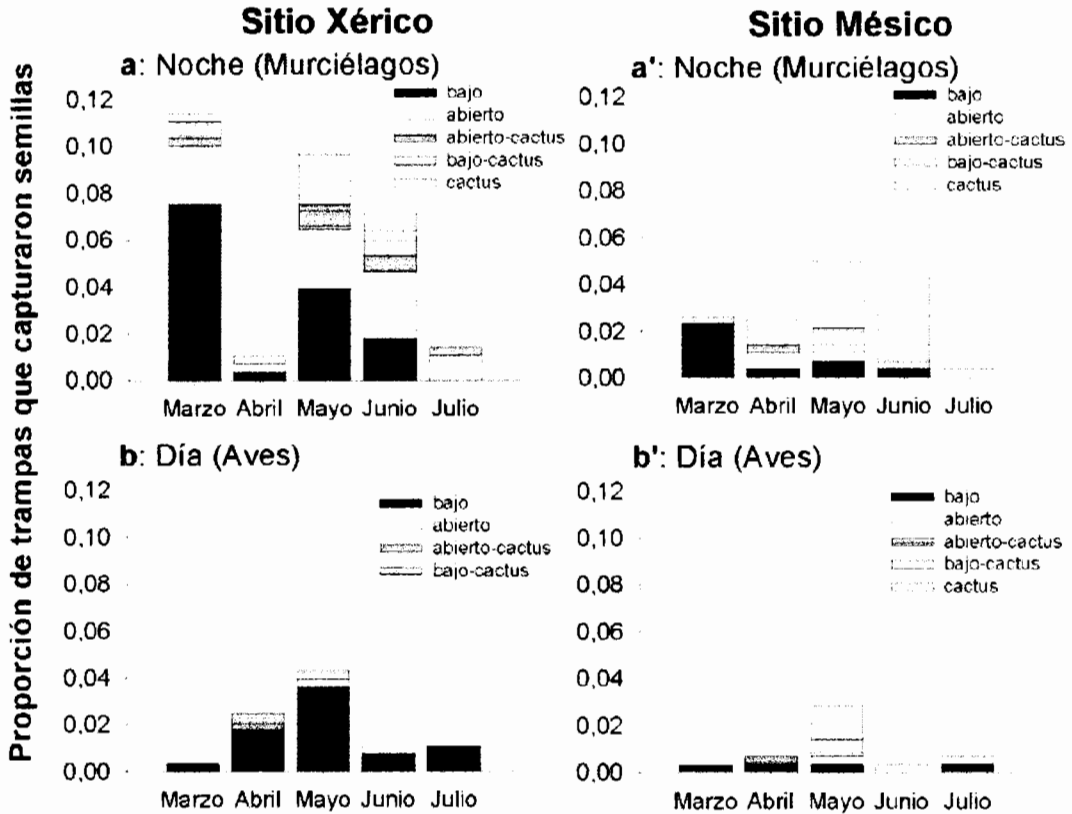 Sitio Xérico
Sitio Mésico
Proporción de trampas que capturaron semillas
a: Noche (Murciélagos)
0,12
0,10
0,08
0,06
0,04
0,02
0,00
bajo
abierto
abierto-cactus
bajo-cactus
cactus
Marzo Abril Mayo Junio Julio
a': Noche (Murciélagos)
0,12
0,10
0,08
0,06
0,04
0,02
0,00
bajo
abierto
abierto-cactus
bajo-cactus
cactus
Marzo Abril Mayo Junio Julio
b: Día (Aves)
0,12
0,10
0,08
0,06
0,04
0,02
0,00
bajo
abierto
abierto-cactus
bajo-cactus
Marzo Abril Mayo Junio Julio
b': Día (Aves)
0,12
0,10
0,08
0,06
0,04
0,02
0,00
bajo
abierto
abierto-cactus
bajo-cactus
cactus
Marzo Abril Mayo Junio Julio